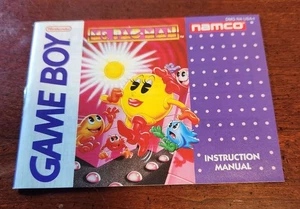 Nintendo
GAME BOY
MS. PAC-MAN
namco
INSTRUCTION
MANUAL